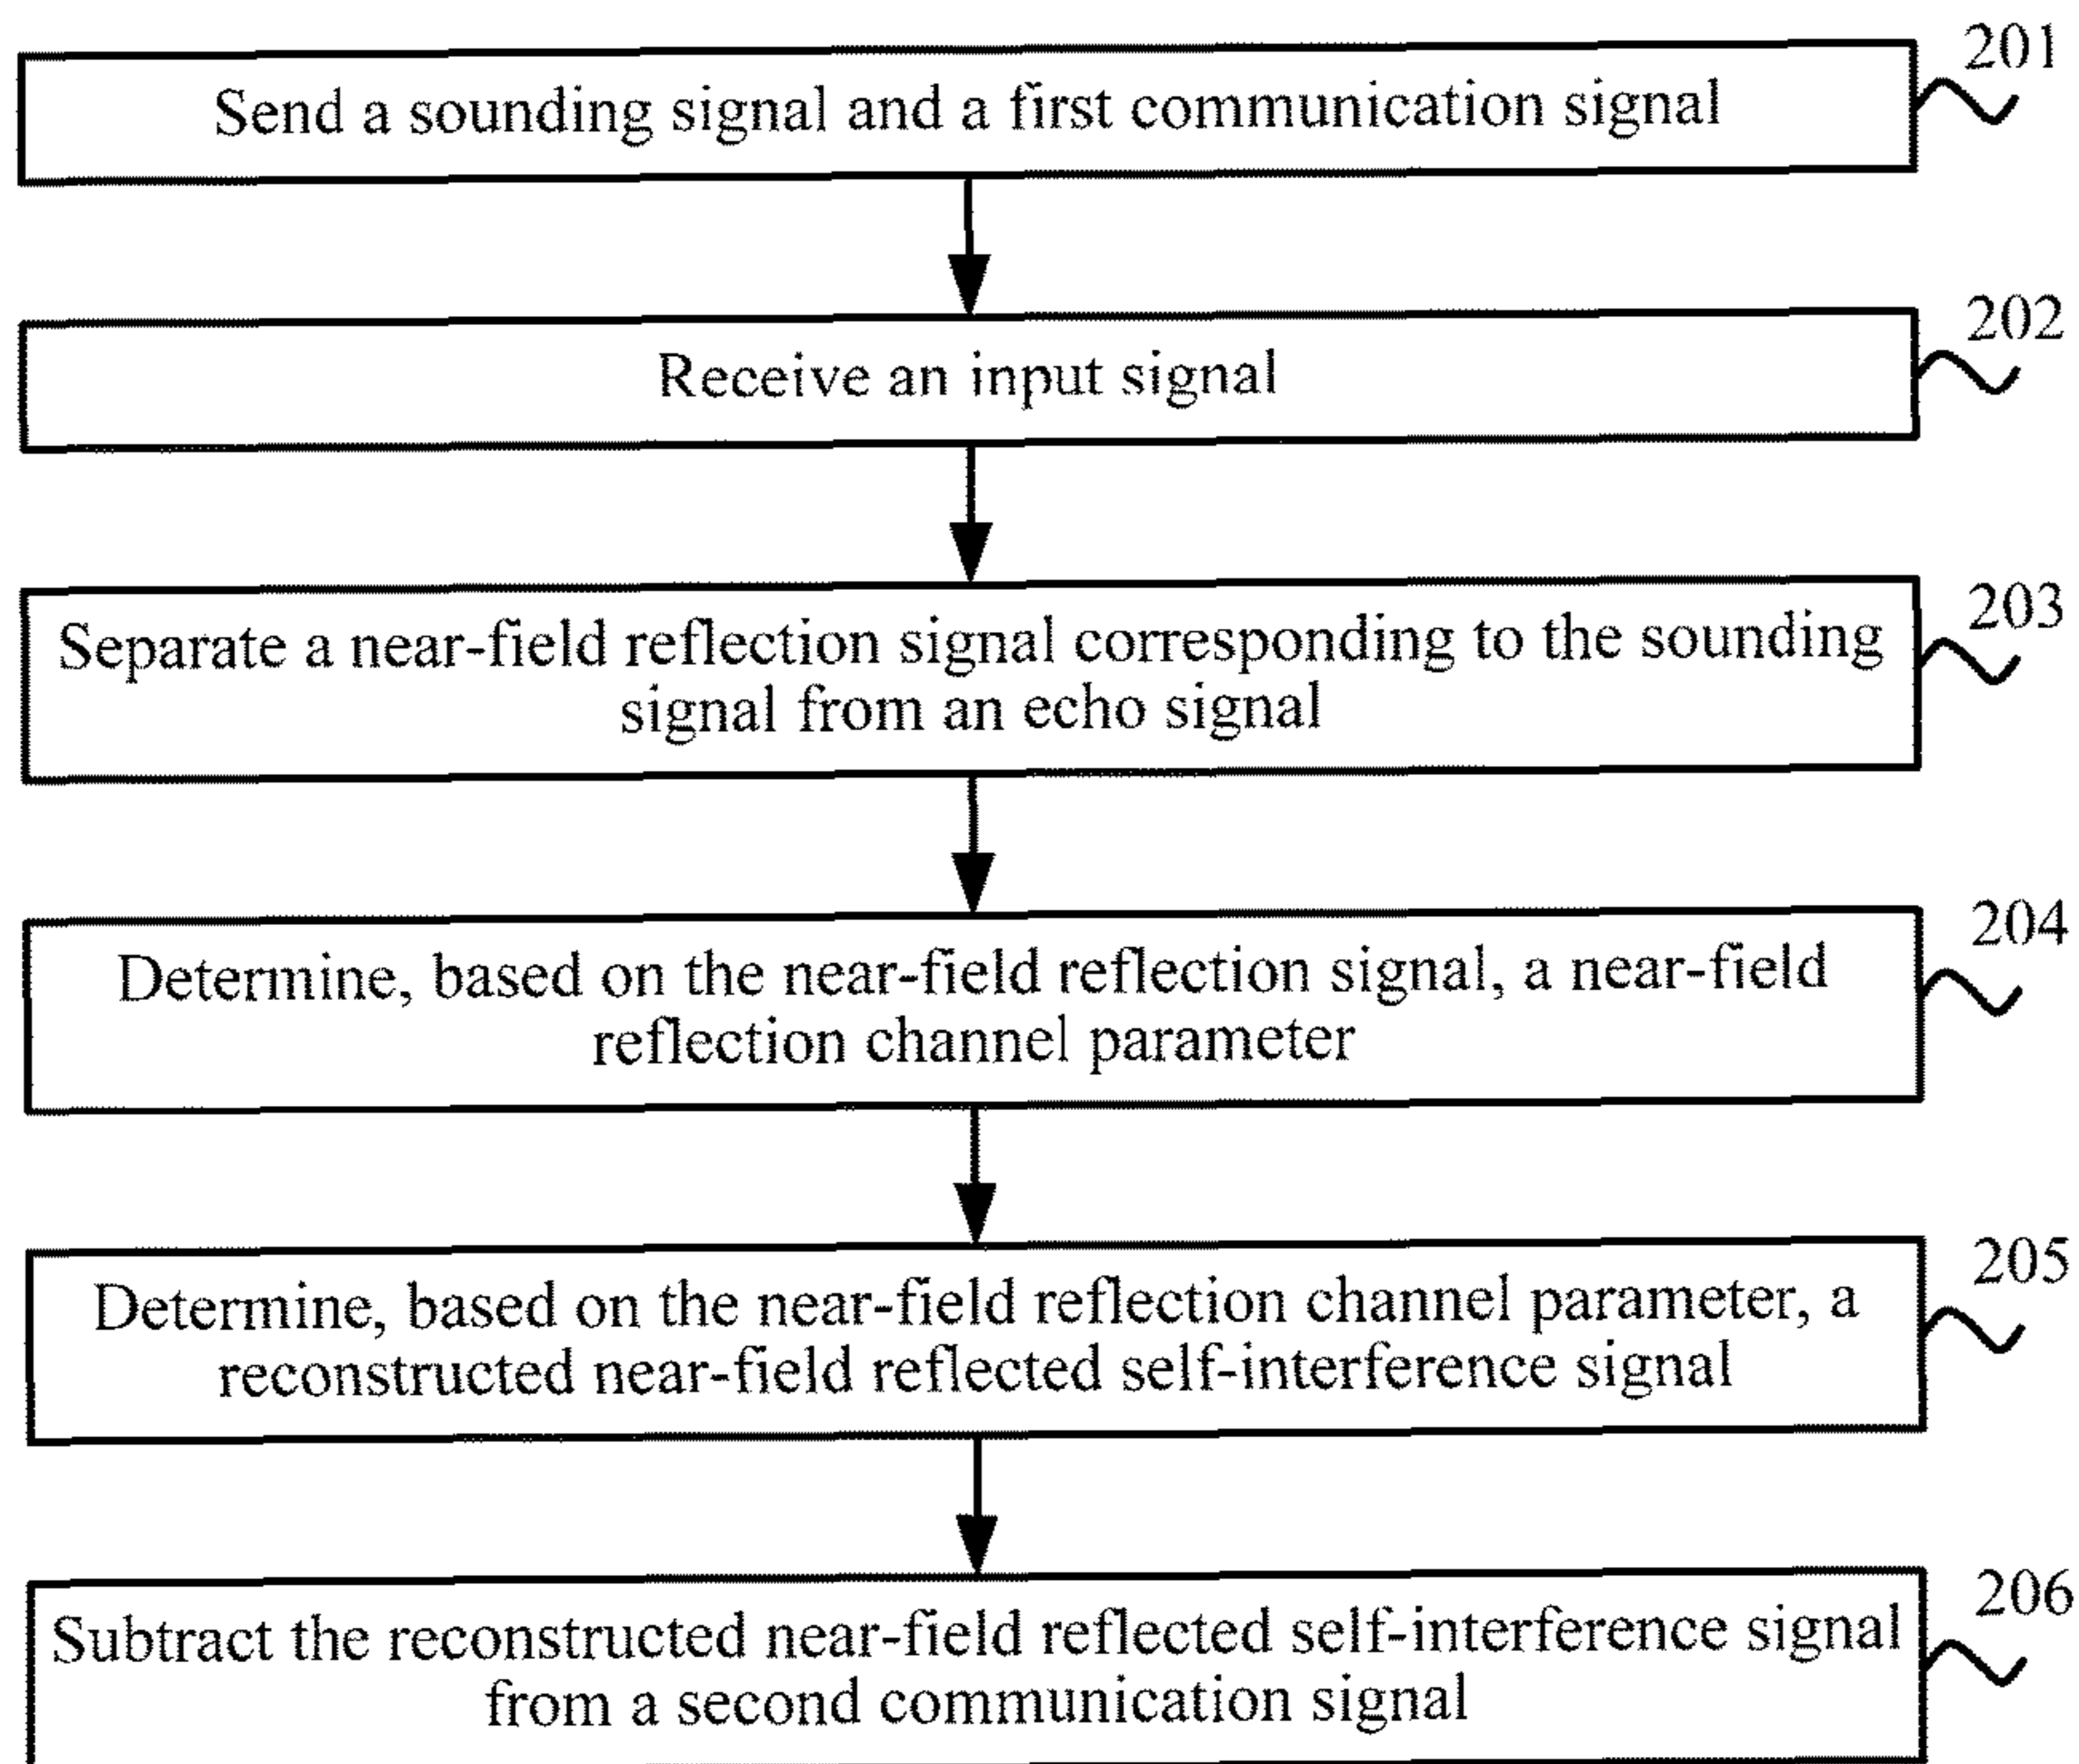 201
Send a sounding signal and a first communication signal
202
Receive an input signal
203
Separate a near-field reflection signal corresponding to the sounding
signal from an echo signal
204
Determine, based on the near-field reflection signal, a near-field
reflection channel parameter
205
Determine, based on the near-field reflection channel parameter, a
reconstructed near-field reflected self-interference signal
206
Subtract the reconstructed near-field reflected self-interference signal
from a second communication signal